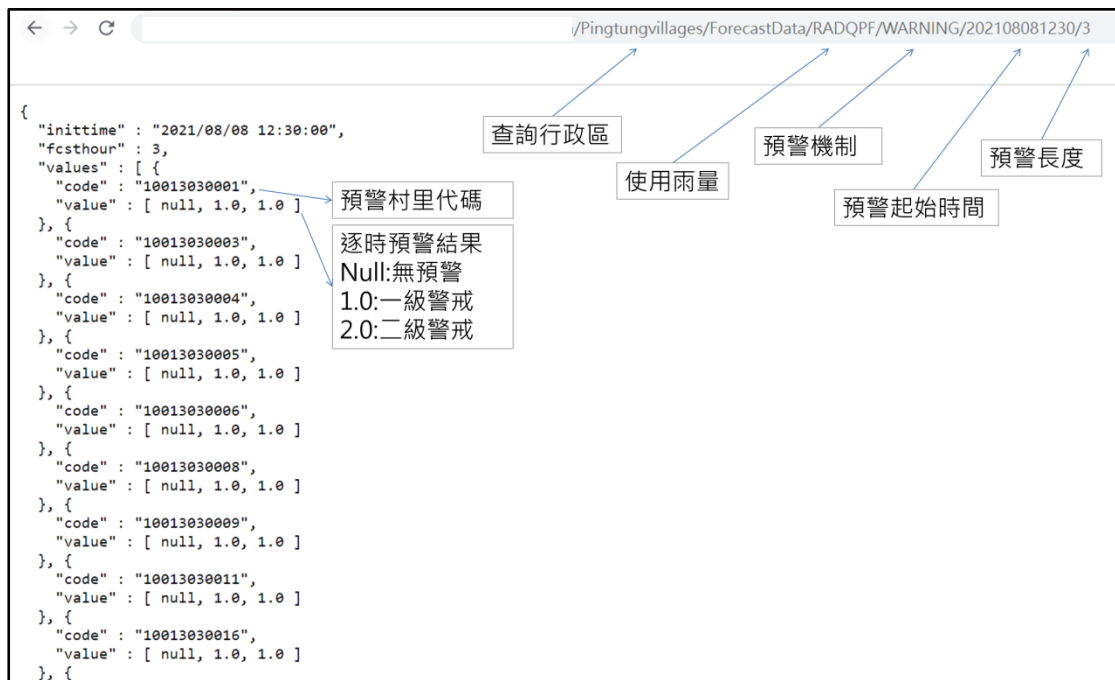 /Pingtungvillages/ForecastData/RADQPF/WARNING/202108081230/3
查詢行政區
使用雨量
預警機制
預警起始時間
預警長度
{
"inittime" : "2021/08/08 12:30:00",
"fcsthour" : 3,
"values" : [ {
"code" : "10013030001",
"value" : [ null, 1.0, 1.0 ]
}, {
"code" : "10013030003",
"value" : [ null, 1.0, 1.0 ]
}, {
"code" : "10013030004",
"value" : [ null, 1.0, 1.0 ]
}, {
"code" : "10013030005",
"value" : [ null, 1.0, 1.0 ]
}, {
"code" : "10013030006",
"value" : [ null, 1.0, 1.0 ]
}, {
"code" : "10013030008",
"value" : [ null, 1.0, 1.0 ]
}, {
"code" : "10013030009",
"value" : [ null, 1.0, 1.0 ]
}, {
"code" : "10013030011",
"value" : [ null, 1.0, 1.0 ]
}, {
"code" : "10013030016",
"value" : [ null, 1.0, 1.0 ]
}, {
預警村里代碼
逐時預警結果
Null:無預警
1.0:一級警戒
2.0:二級警戒